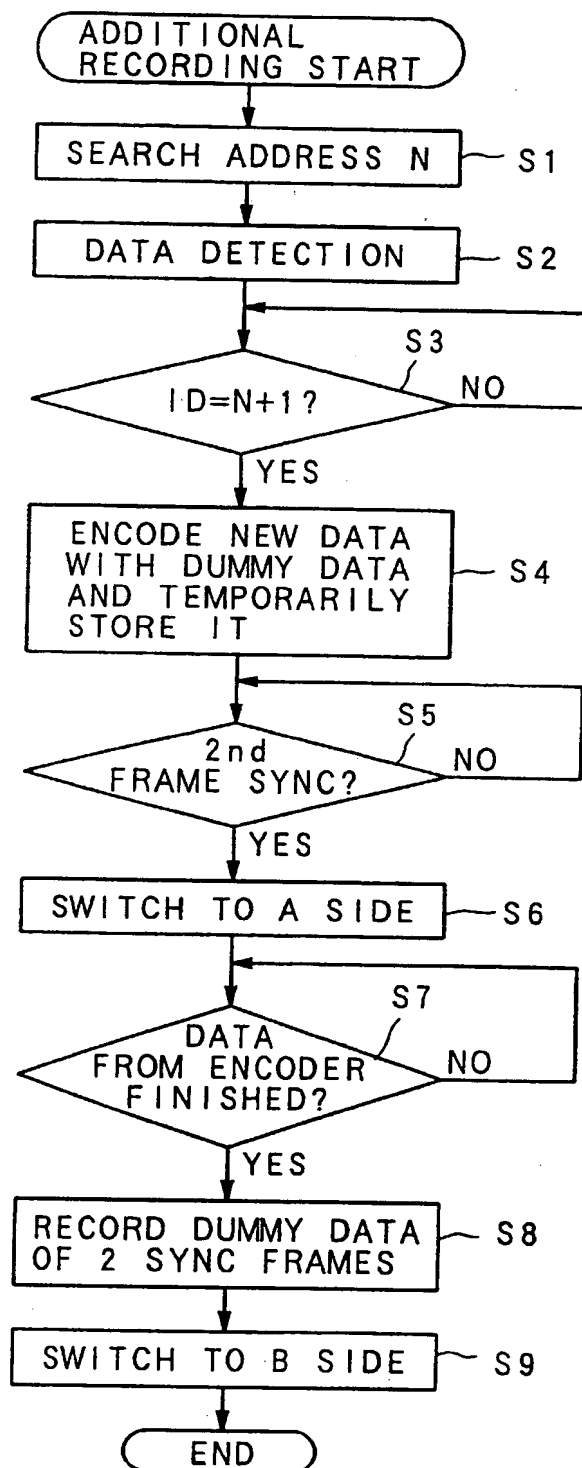 ADDITIONAL
RECORDING START
SEARCH ADDRESS N
S1
DATA DETECTION
S2
S3
ID=N+1?
NO
YES
ENCODE NEW DATA
WITH DUMMY DATA
AND TEMPORARILY
STORE IT
S4
S5
2nd
FRAME SYNC?
NO
YES
SWITCH TO A SIDE
S6
S7
DATA
FROM ENCODER
FINISHED?
NO
YES
RECORD DUMMY DATA
OF 2 SYNC FRAMES
S8
SWITCH TO B SIDE
S9
END